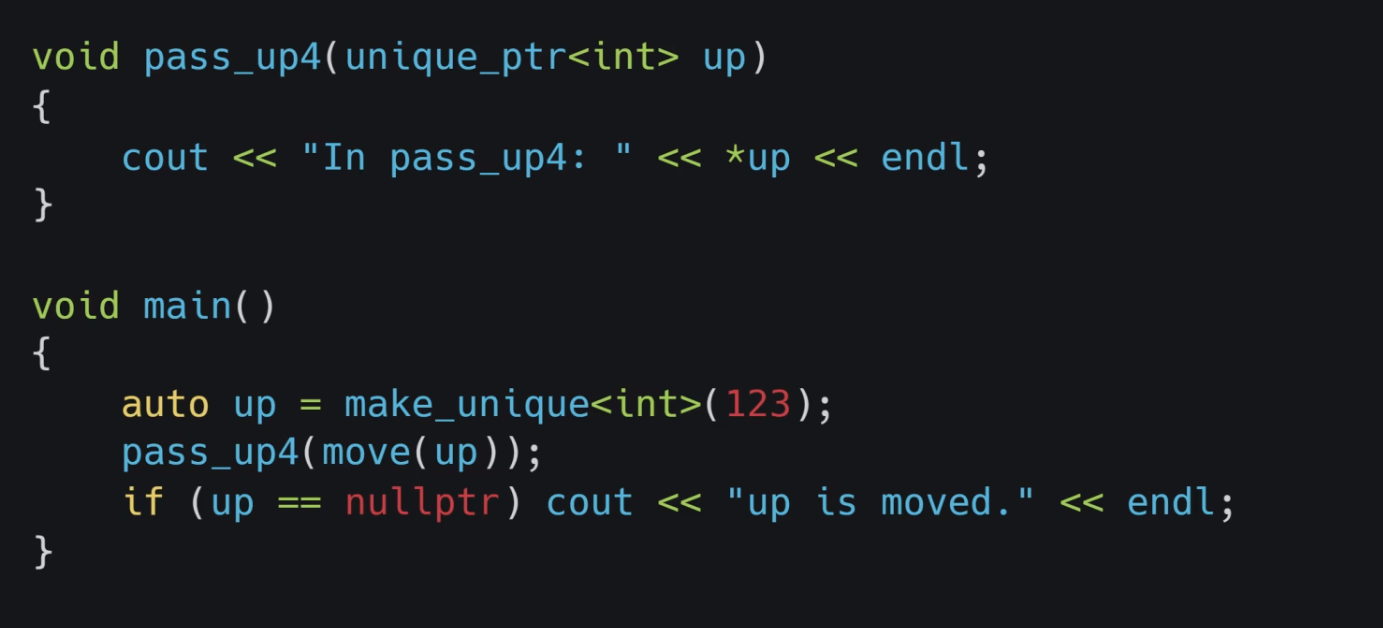 void pass_up4(unique_ptr<int> up)
{
    cout << "In pass_up4: " << *up << endl;
}

void main()
{
    auto up = make_unique<int>(123);
    pass_up4(move(up));
    if (up == nullptr) cout << "up is moved." << endl;
}